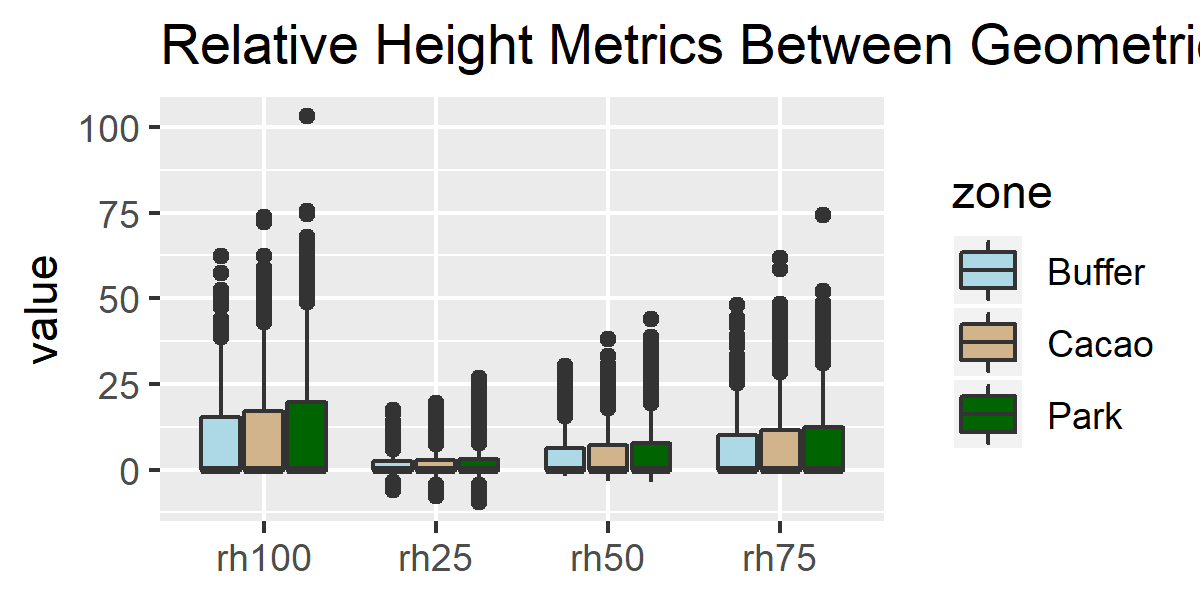 Relative Height Metrics Between Geometri
value
100
75
50
25
0
rh100 rh25 rh50 rh75
zone
Buffer
Cacao
Park